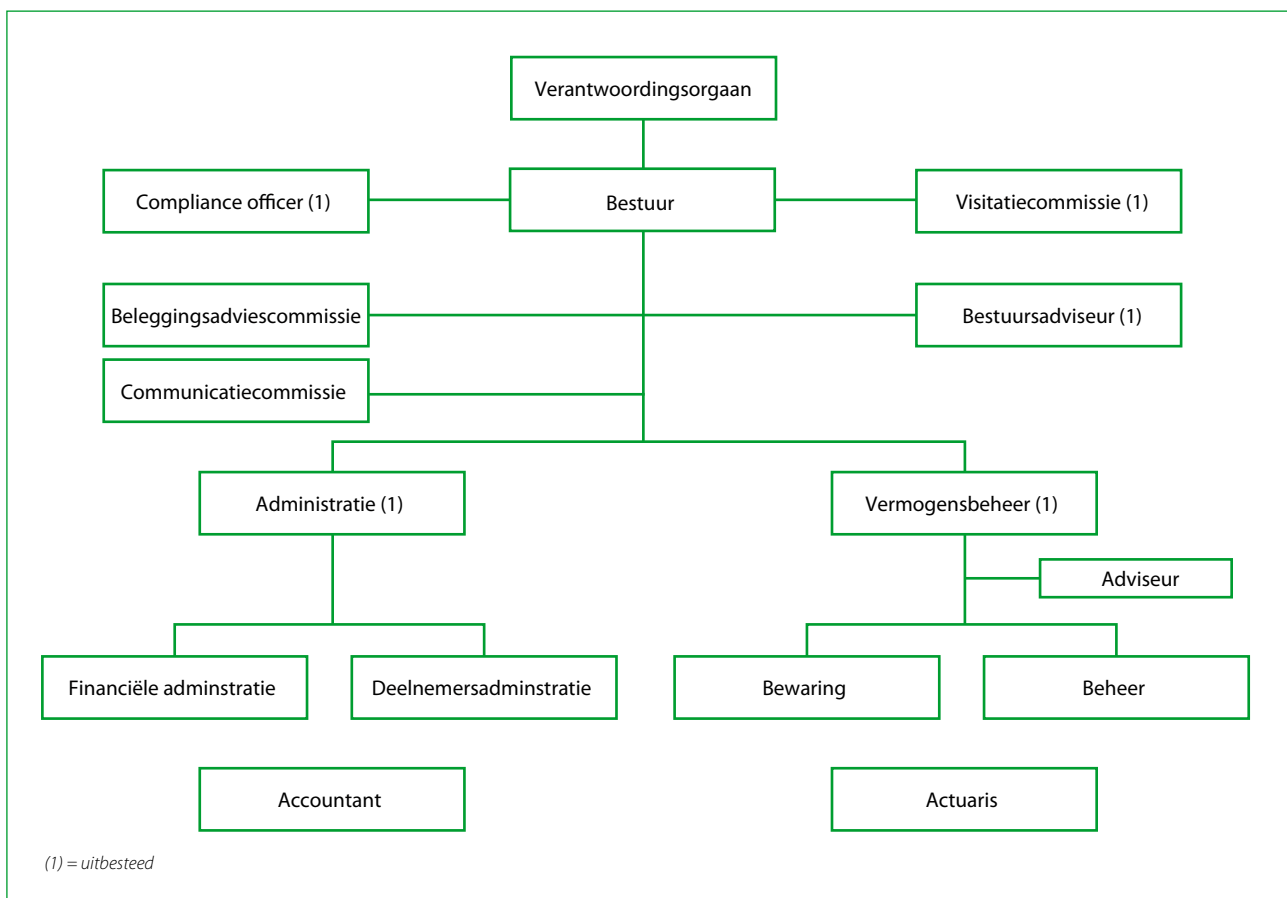 Verantwoordingsorgaan
Compliance officer (1)
Bestuur
Visitatiecommissie (1)
Beleggingsadviescommissie
Bestuursadviseur (1)
Communicatiecommissie
Administratie (1)
Vermogensbeheer (1)
Adviseur
Financiële adminstratie
Deelnemersadminstratie
Bewaring
Beheer
Accountant
Actuaris
(1) = uitbesteed